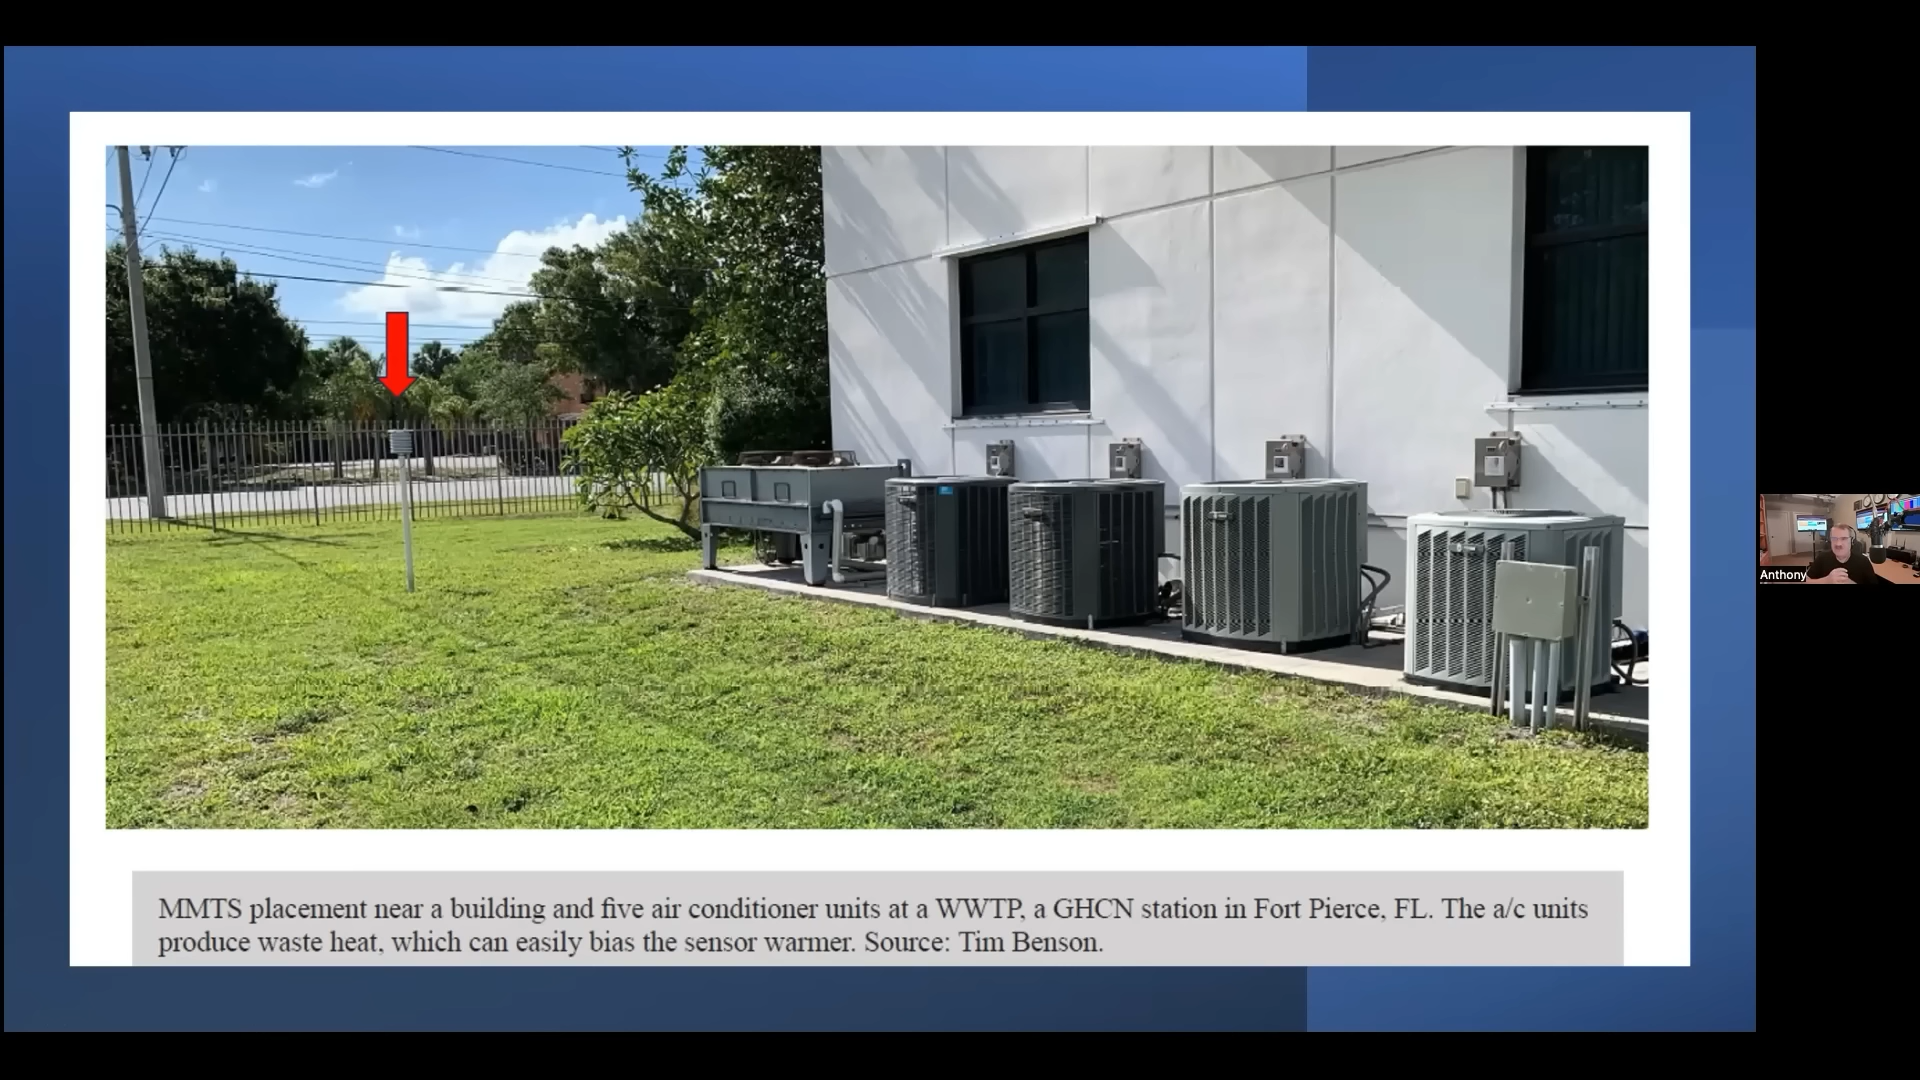 MMTS placement near a building and five air conditioner units at a WWTP, a GHCN station in Fort Pierce, FL. The a/c units
produce waste heat, which can easily bias the sensor warmer. Source: Tim Benson.
Anthony